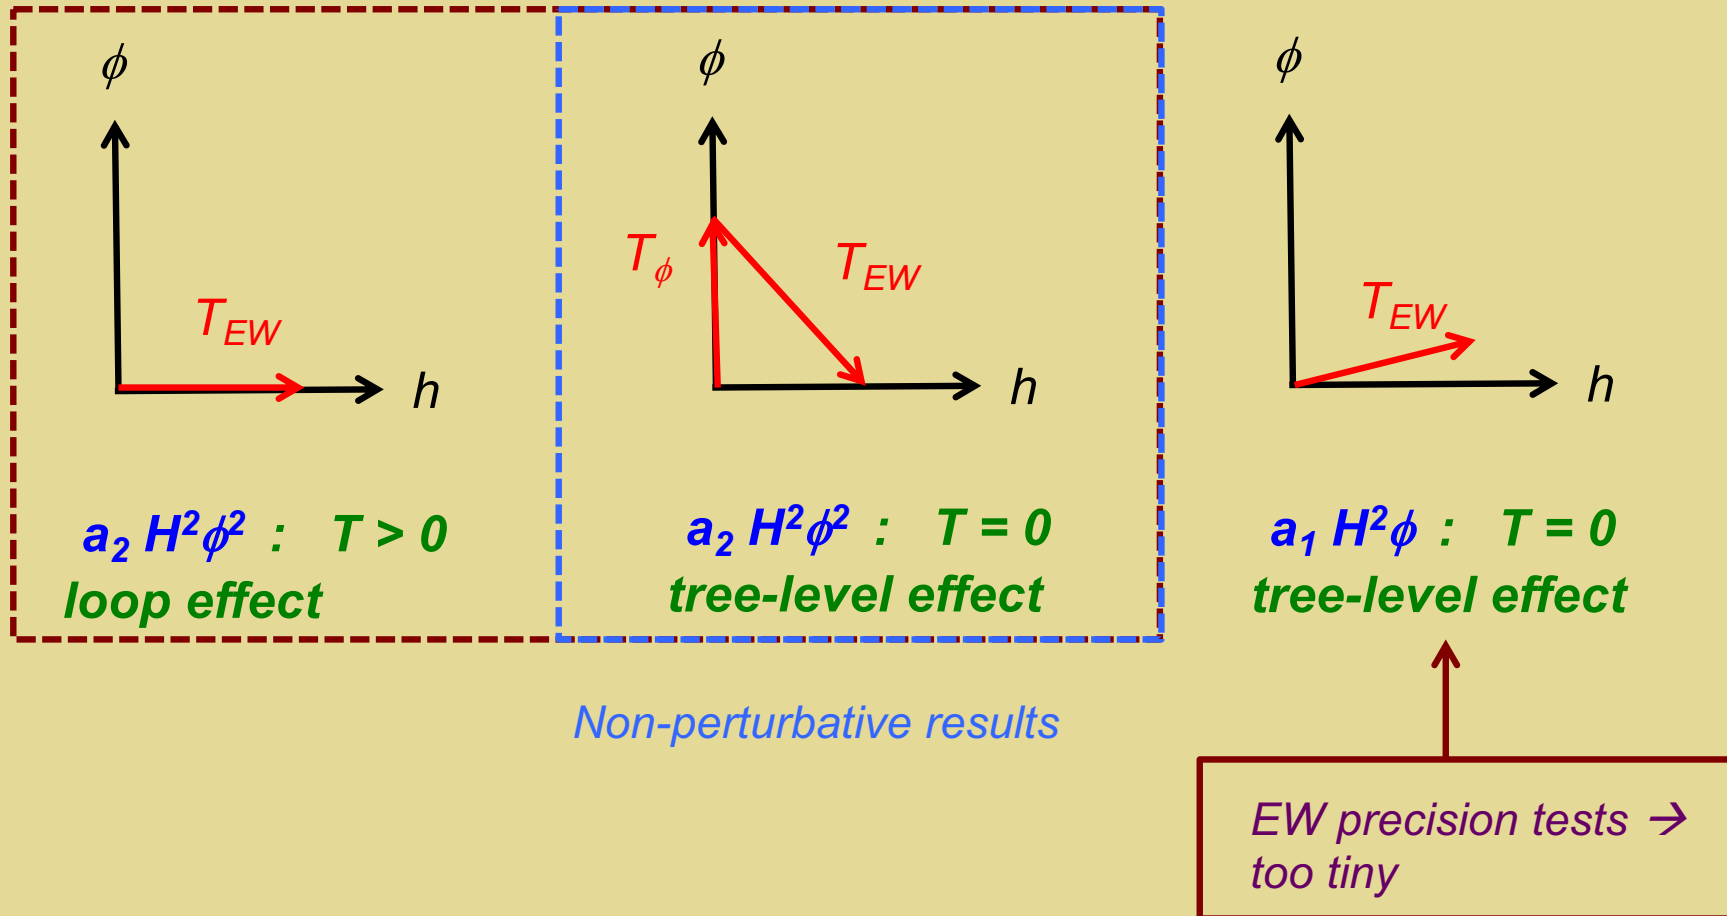 ϕ
T_EW
h
a₂ H²ϕ² : T > 0
loop effect
ϕ
T_ϕ
T_EW
h
a₂ H²ϕ² : T = 0
tree-level effect
ϕ
T_EW
h
a₁ H²ϕ : T = 0
tree-level effect
Non-perturbative results
EW precision tests →
too tiny